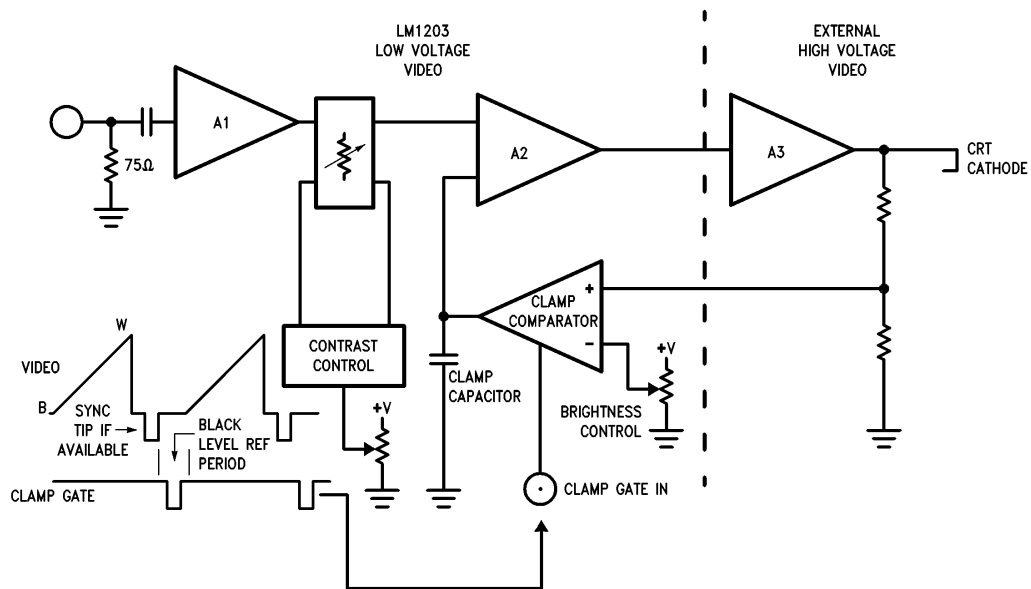 LM1203
LOW VOLTAGE
VIDEO
EXTERNAL
HIGH VOLTAGE
VIDEO
A1
A2
A3
75Ω
CRT
CATHODE
+
CLAMP
COMPARATOR
-
+V
BRIGHTNESS
CONTROL
CLAMP
CAPACITOR
CONTRAST
CONTROL
+V
W
VIDEO
B
SYNC
TIP IF
AVAILABLE
BLACK
LEVEL REF
PERIOD
CLAMP GATE
CLAMP GATE IN